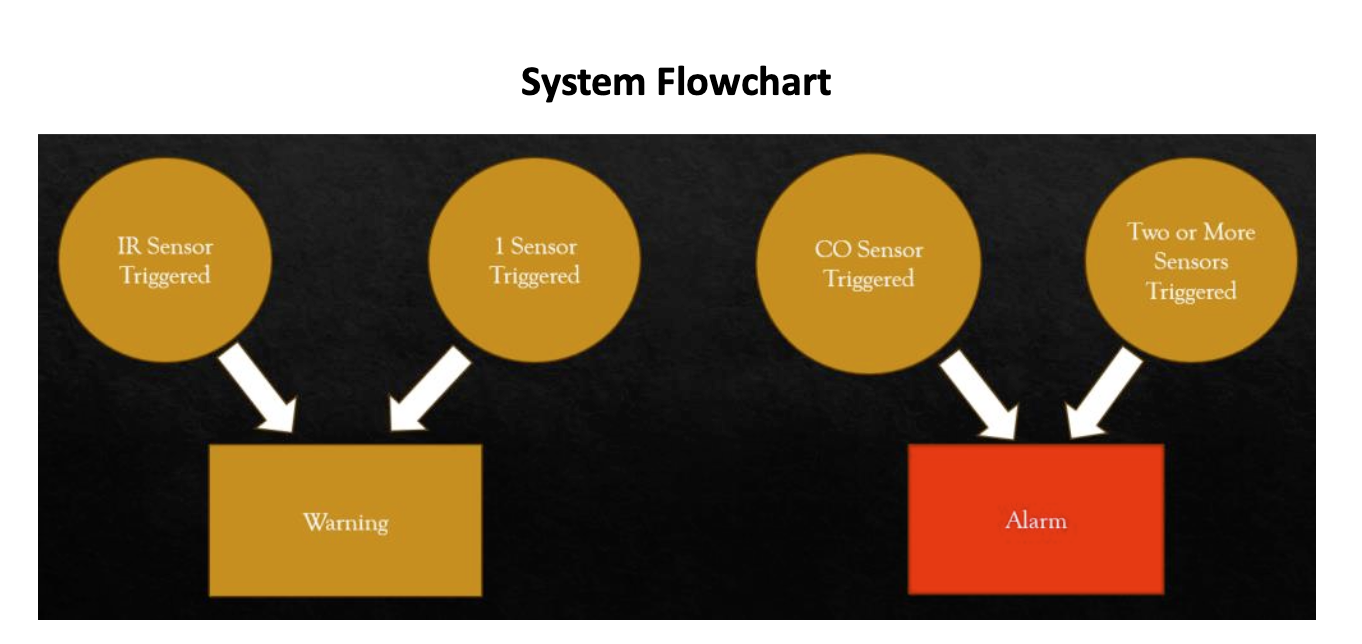 System Flowchart
IR Sensor
Triggered
1 Sensor
Triggered
CO Sensor
Triggered
Two or More
Sensors
Triggered
Warning
Alarm